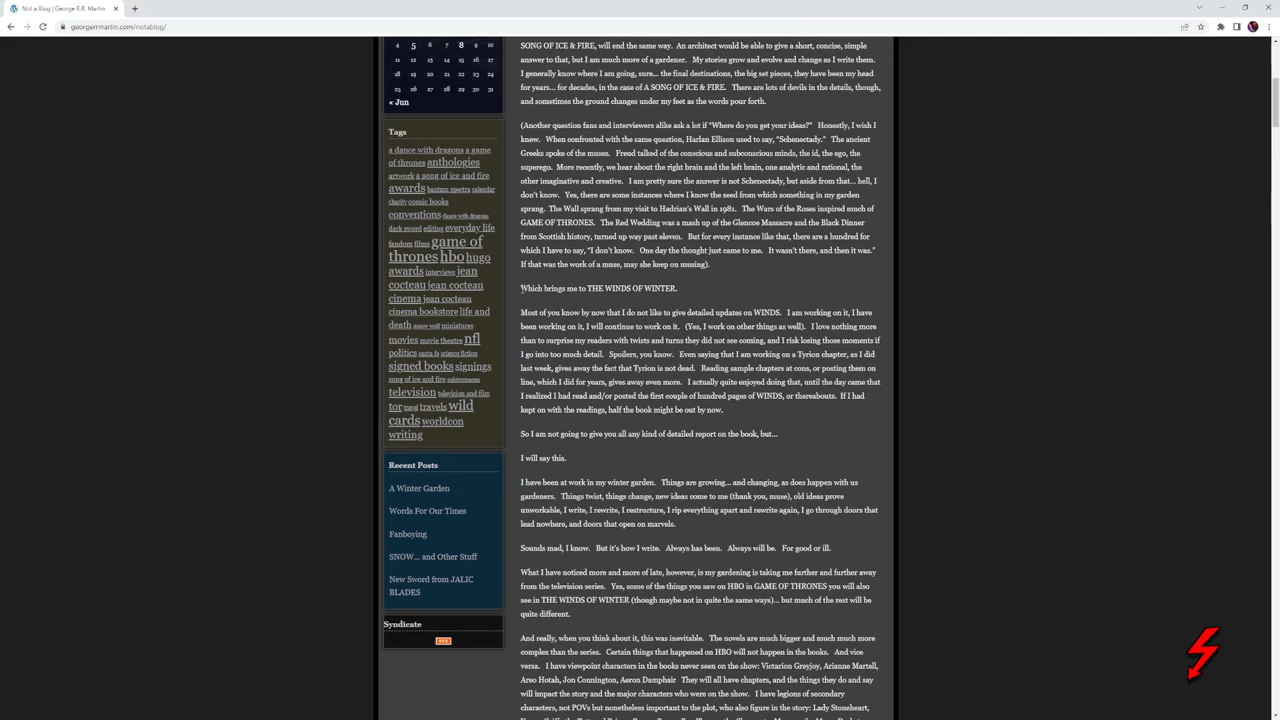 Not a Blog | George R.R. Martin
georgerrmartin.com/notablog/
4 5 6 7 8 9 10
11 12 13 14 15 16 17
18 19 20 21 22 23 24
25 26 27 28 29 30 31
« Jun
Tags
a dance with dragons a game
of thrones anthologies
artwork a song of ice and fire
awards bantam spectra calendar
charity comic books
conventions dance with dragons
dark sword editing everyday life
fandom films game of
thrones hbo hugo
awards interviews jean
cocteau jean cocteau
cinema jean cocteau
cinema bookstore life and
death meow wolf miniatures
movies movie theatre nfl
politics santa fe science fiction
signed books signings
song of ice and fire subterranean
television television and film
tor travel travels wild
cards worldcon
writing
Recent Posts
A Winter Garden
Words For Our Times
Fanboying
SNOW… and Other Stuff
New Sword from JALIC
BLADES
Syndicate
RSS
SONG OF ICE & FIRE, will end the same way. An architect would be able to give a short, concise, simple
answer to that, but I am much more of a gardener. My stories grow and evolve and change as I write them.
I generally know where I am going, sure… the final destinations, the big set pieces, they have been my head
for years… for decades, in the case of A SONG OF ICE & FIRE. There are lots of devils in the details, though,
and sometimes the ground changes under my feet as the words pour forth.
(Another question fans and interviewers alike ask a lot if “Where do you get your ideas?” Honestly, I wish I
knew. When confronted with the same question, Harlan Ellison used to say, “Schenectady.” The ancient
Greeks spoke of the muses. Freud talked of the conscious and subconscious minds, the id, the ego, the
superego. More recently, we hear about the right brain and the left brain, one analytic and rational, the
other imaginative and creative. I am pretty sure the answer is not Schenectady, but aside from that… hell, I
don’t know. Yes, there are some instances where I know the seed from which something in my garden
sprang. The Wall sprang from my visit to Hadrian’s Wall in 1981. The Wars of the Roses inspired much of
GAME OF THRONES. The Red Wedding was a mash up of the Glencoe Massacre and the Black Dinner
from Scottish history, turned up way past eleven. But for every instance like that, there are a hundred for
which I have to say, “I don’t know. One day the thought just came to me. It wasn’t there, and then it was.”
If that was the work of a muse, may she keep on musing).
Which brings me to THE WINDS OF WINTER.
Most of you know by now that I do not like to give detailed updates on WINDS. I am working on it, I have
been working on it, I will continue to work on it. (Yes, I work on other things as well). I love nothing more
than to surprise my readers with twists and turns they did not see coming, and I risk losing those moments if
I go into too much detail. Spoilers, you know. Even saying that I am working on a Tyrion chapter, as I did
last week, gives away the fact that Tyrion is not dead. Reading sample chapters at cons, or posting them on
line, which I did for years, gives away even more. I actually quite enjoyed doing that, until the day came that
I realized I had read and/or posted the first couple of hundred pages of WINDS, or thereabouts. If I had
kept on with the readings, half the book might be out by now.
So I am not going to give you all any kind of detailed report on the book, but…
I will say this.
I have been at work in my winter garden. Things are growing… and changing, as does happen with us
gardeners. Things twist, things change, new ideas come to me (thank you, muse), old ideas prove
unworkable, I write, I rewrite, I restructure, I rip everything apart and rewrite again, I go through doors that
lead nowhere, and doors that open on marvels.
Sounds mad, I know. But it’s how I write. Always has been. Always will be. For good or ill.
What I have noticed more and more of late, however, is my gardening is taking me further and further away
from the television series. Yes, some of the things you saw on HBO in GAME OF THRONES you will also
see in THE WINDS OF WINTER (though maybe not in quite the same ways)… but much of the rest will be
quite different.
And really, when you think about it, this was inevitable. The novels are much bigger and much much more
complex than the series. Certain things that happened on HBO will not happen in the books. And vice
versa. I have viewpoint characters in the books never seen on the show: Victarion Greyjoy, Arianne Martell,
Areo Hotah, Jon Connington, Aeron Damphair They will all have chapters, and the things they do and say
will impact the story and the major characters who were on the show. I have legions of secondary
characters, not POVs but nonetheless important to the plot, who also figure in the story: Lady Stoneheart,